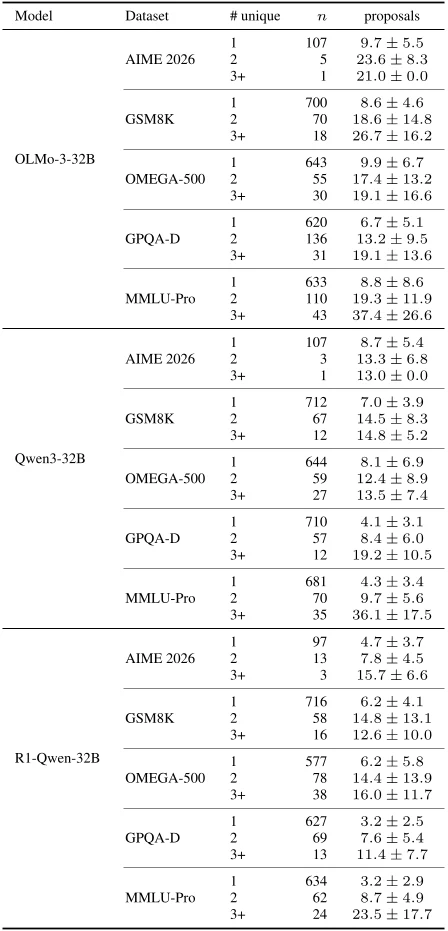 Model Dataset # unique n proposals
1 107 9.7 ± 5.5
AIME 2026 2 5 23.6 ± 8.3
3+ 1 21.0 ± 0.0
1 700 8.6 ± 4.6
GSM8K 2 70 18.6 ± 14.8
3+ 18 26.7 ± 16.2
1 643 9.9 ± 6.7
OLMo-3-32B OMEGA-500 2 55 17.4 ± 13.2
3+ 30 19.1 ± 16.6
1 620 6.7 ± 5.1
GPQA-D 2 136 13.2 ± 9.5
3+ 31 19.1 ± 13.6
1 633 8.8 ± 8.6
MMLU-Pro 2 110 19.3 ± 11.9
3+ 43 37.4 ± 26.6
1 107 8.7 ± 5.4
AIME 2026 2 3 13.3 ± 6.8
3+ 1 13.0 ± 0.0
1 712 7.0 ± 3.9
GSM8K 2 67 14.5 ± 8.3
3+ 12 14.8 ± 5.2
1 644 8.1 ± 6.9
Qwen3-32B OMEGA-500 2 59 12.4 ± 8.9
3+ 27 13.5 ± 7.4
1 710 4.1 ± 3.1
GPQA-D 2 57 8.4 ± 6.0
3+ 12 19.2 ± 10.5
1 681 4.3 ± 3.4
MMLU-Pro 2 70 9.7 ± 5.6
3+ 35 36.1 ± 17.5
1 97 4.7 ± 3.7
AIME 2026 2 13 7.8 ± 4.5
3+ 3 15.7 ± 6.6
1 716 6.2 ± 4.1
GSM8K 2 58 14.8 ± 13.1
3+ 16 12.6 ± 10.0
1 577 6.2 ± 5.8
R1-Qwen-32B OMEGA-500 2 78 14.4 ± 13.9
3+ 38 16.0 ± 11.7
1 627 3.2 ± 2.5
GPQA-D 2 69 7.6 ± 5.4
3+ 13 11.4 ± 7.7
1 634 3.2 ± 2.9
MMLU-Pro 2 62 8.7 ± 4.9
3+ 24 23.5 ± 17.7